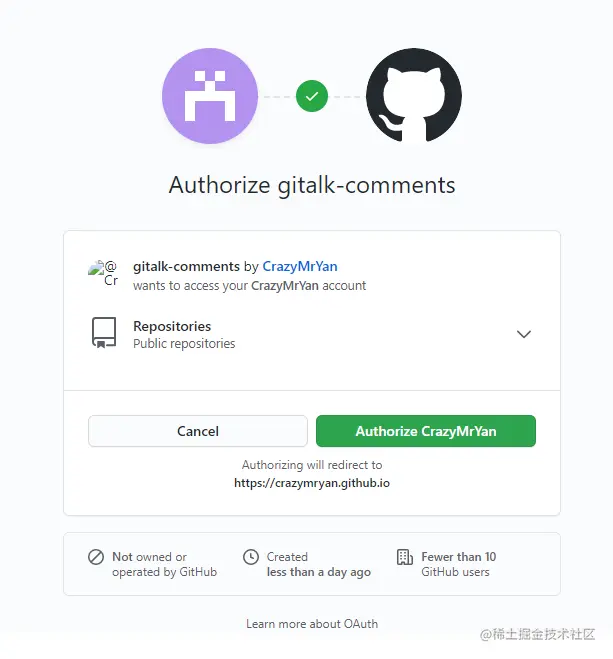 Authorize gitalk-comments
@
Cr
gitalk-comments by CrazyMrYan
wants to access your CrazyMrYan account
Repositories
Public repositories
Cancel
Authorize CrazyMrYan
Authorizing will redirect to
https://crazymryan.github.io
Not owned or
operated by GitHub
Created
less than a day ago
Fewer than 10
GitHub users
Learn more about OAuth
@稀土掘金技术社区